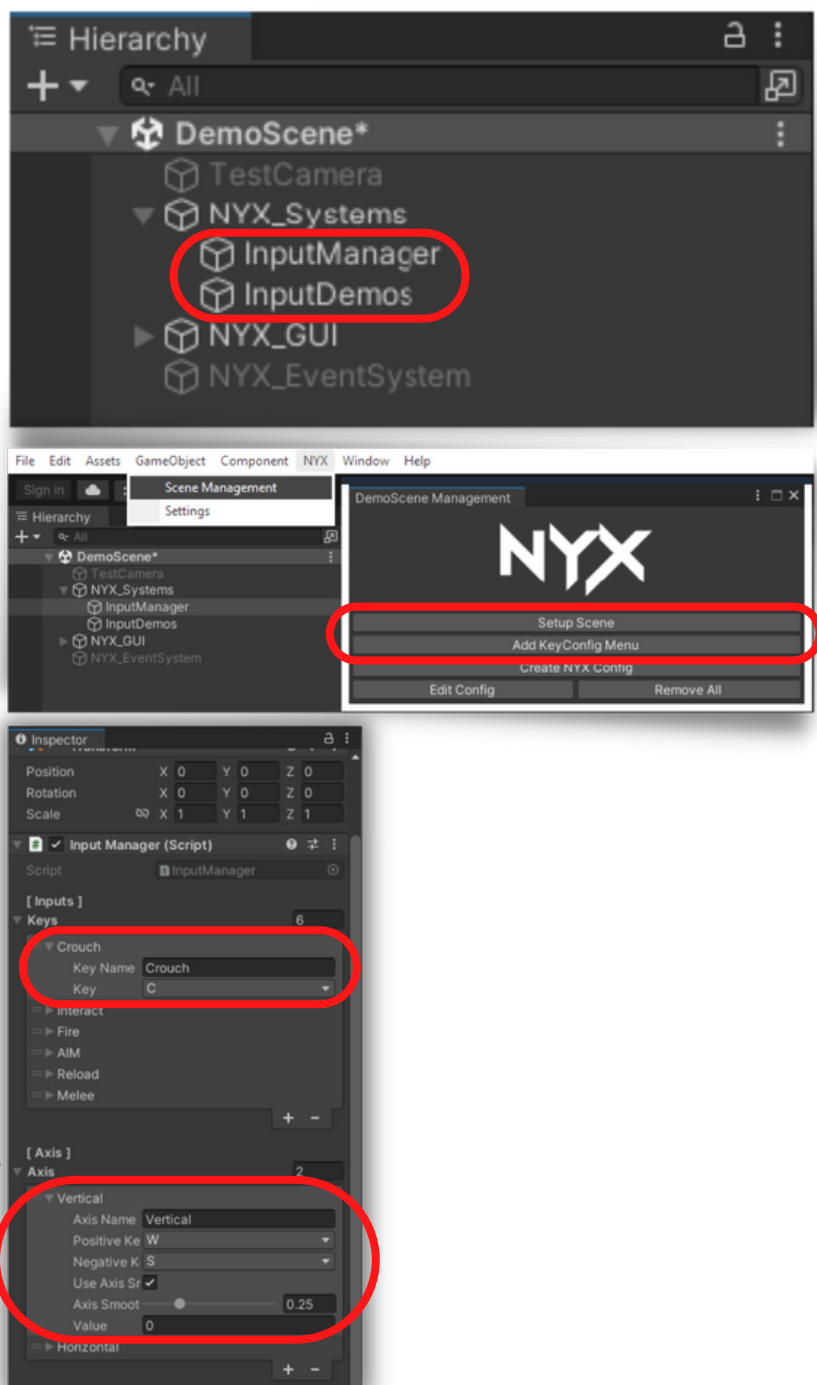 Hierarchy
All
DemoScene*
TestCamera
NYX_Systems
InputManager
InputDemos
NYX_GUI
NYX_EventSystem
File Edit Assets GameObject Component NYX Window Help
Sign in
Scene Management
Settings
Hierarchy
All
DemoScene*
TestCamera
NYX_Systems
InputManager
InputDemos
NYX_GUI
NYX_EventSystem
DemoScene Management
NYX
Setup Scene
Add KeyConfig Menu
Create NYX Config
Edit Config Remove All
Inspector
Transform
Position X 0 Y 0 Z 0
Rotation X 0 Y 0 Z 0
Scale X 1 Y 1 Z 1
# Input Manager (Script)
Script InputManager
[ Inputs ]
Keys 6
Crouch
Key Name Crouch
Key C
Interact
Fire
AIM
Reload
Melee
+ -
[ Axis ]
Axis 2
Vertical
Axis Name Vertical
Positive Ke W
Negative K S
Use Axis Sr
Axis Smoot 0.25
Value 0
Horizontal
+ -